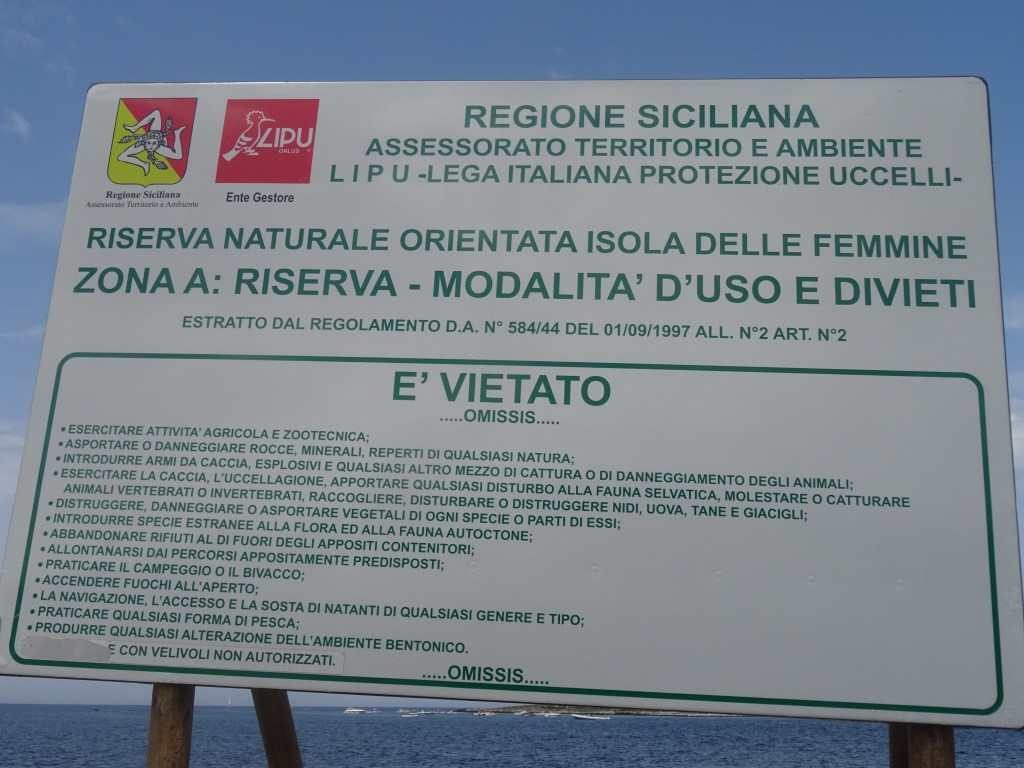 REGIONE SICILIANA
ASSESSORATO TERRITORIO E AMBIENTE
L I P U -LEGA ITALIANA PROTEZIONE UCCELLI-
LIPU
ONLUS
Regione Siciliana
Assessorato Territorio e Ambiente
Ente Gestore
RISERVA NATURALE ORIENTATA ISOLA DELLE FEMMINE
ZONA A: RISERVA - MODALITA' D'USO E DIVIETI
ESTRATTO DAL REGOLAMENTO D.A. N° 584/44 DEL 01/09/1997 ALL. N°2 ART. N°2
E' VIETATO
.....OMISSIS.....
• ESERCITARE ATTIVITA' AGRICOLA E ZOOTECNICA;
• ASPORTARE O DANNEGGIARE ROCCE, MINERALI, REPERTI DI QUALSIASI NATURA;
• INTRODURRE ARMI DA CACCIA, ESPLOSIVI E QUALSIASI ALTRO MEZZO DI CATTURA O DI DANNEGGIAMENTO DEGLI ANIMALI;
• ESERCITARE LA CACCIA, L'UCCELLAGIONE, APPORTARE QUALSIASI DISTURBO ALLA FAUNA SELVATICA, MOLESTARE O CATTURARE
ANIMALI VERTEBRATI O INVERTEBRATI, RACCOGLIERE, DISTURBARE O DISTRUGGERE NIDI, UOVA, TANE E GIACIGLI;
• DISTRUGGERE, DANNEGGARE O ASPORTARE VEGETALI DI OGNI SPECIE O PARTI DI ESSI;
• INTRODURRE SPECIE ESTRANEE ALLA FLORA ED ALLA FAUNA AUTOCTONE;
• ABBANDONARE RIFIUTI AL DI FUORI DEGLI APPOSITI CONTENITORI;
• ALLONTANARSI DAI PERCORSI APPOSITAMENTE PREDISPOSTI;
• PRATICARE IL CAMPEGGIO O IL BIVACCO;
• ACCENDERE FUOCHI ALL'APERTO;
• LA NAVIGAZIONE, L'ACCESSO E LA SOSTA DI NATANTI DI QUALSIASI GENERE E TIPO;
• PRATICARE QUALSIASI FORMA DI PESCA;
• PRODURRE QUALSIASI ALTERAZIONE DELL'AMBIENTE BENTONICO.
E CON VELIVOLI NON AUTORIZZATI.
.....OMISSIS.....